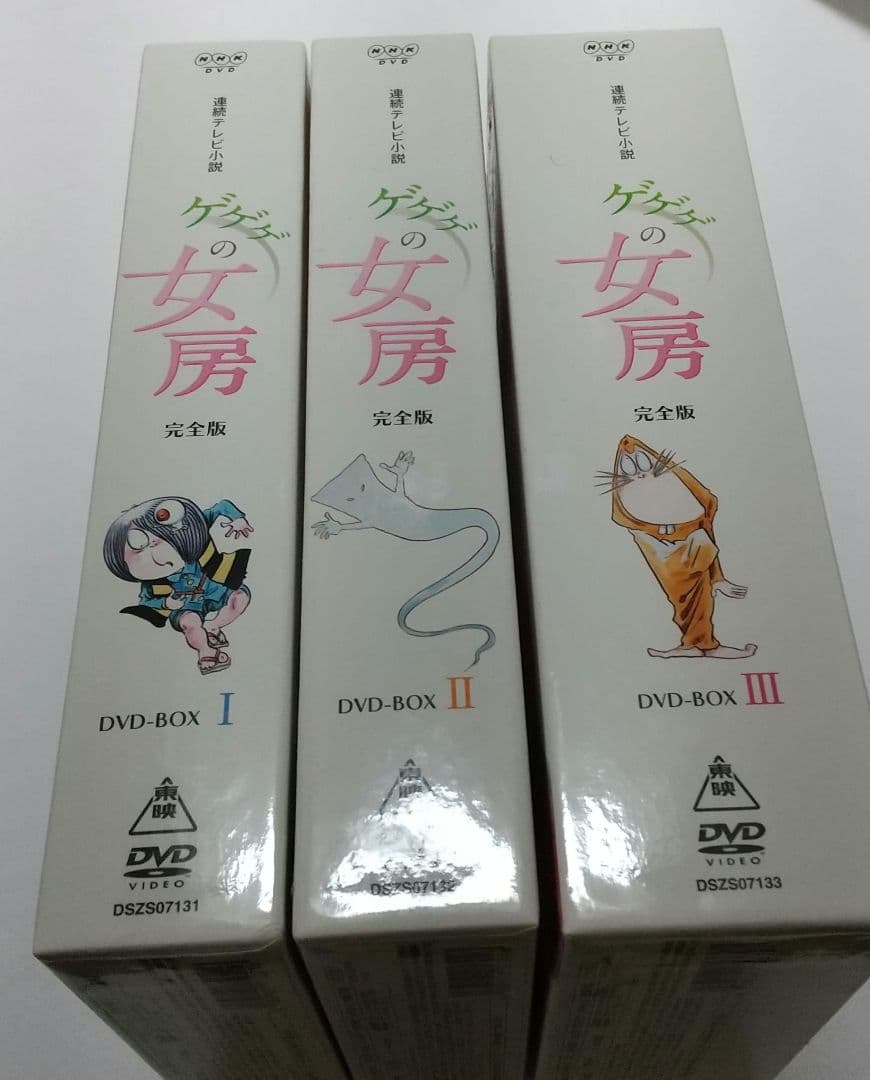 NHK
DVD
連続テレビ小説
ゲゲゲの
女房
完全版
DVD-BOX I
東映
DVD
VIDEO
DSZS07131
NHK
DVD
連続テレビ小説
ゲゲゲの
女房
完全版
DVD-BOX II
東映
DSZS07132
NHK
DVD
連続テレビ小説
ゲゲゲの
女房
完全版
DVD-BOX III
東映
DVD
VIDEO
DSZS07133